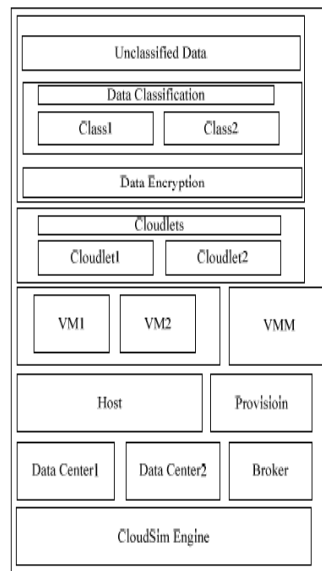 Unclassified Data
Data Classification
Class1 Class2
Data Encryption
Cloudlets
Cloudlet1 Cloudlet2
VM1 VM2 VMM
Host Provisioin
Data Center1 Data Center2 Broker
CloudSim Engine